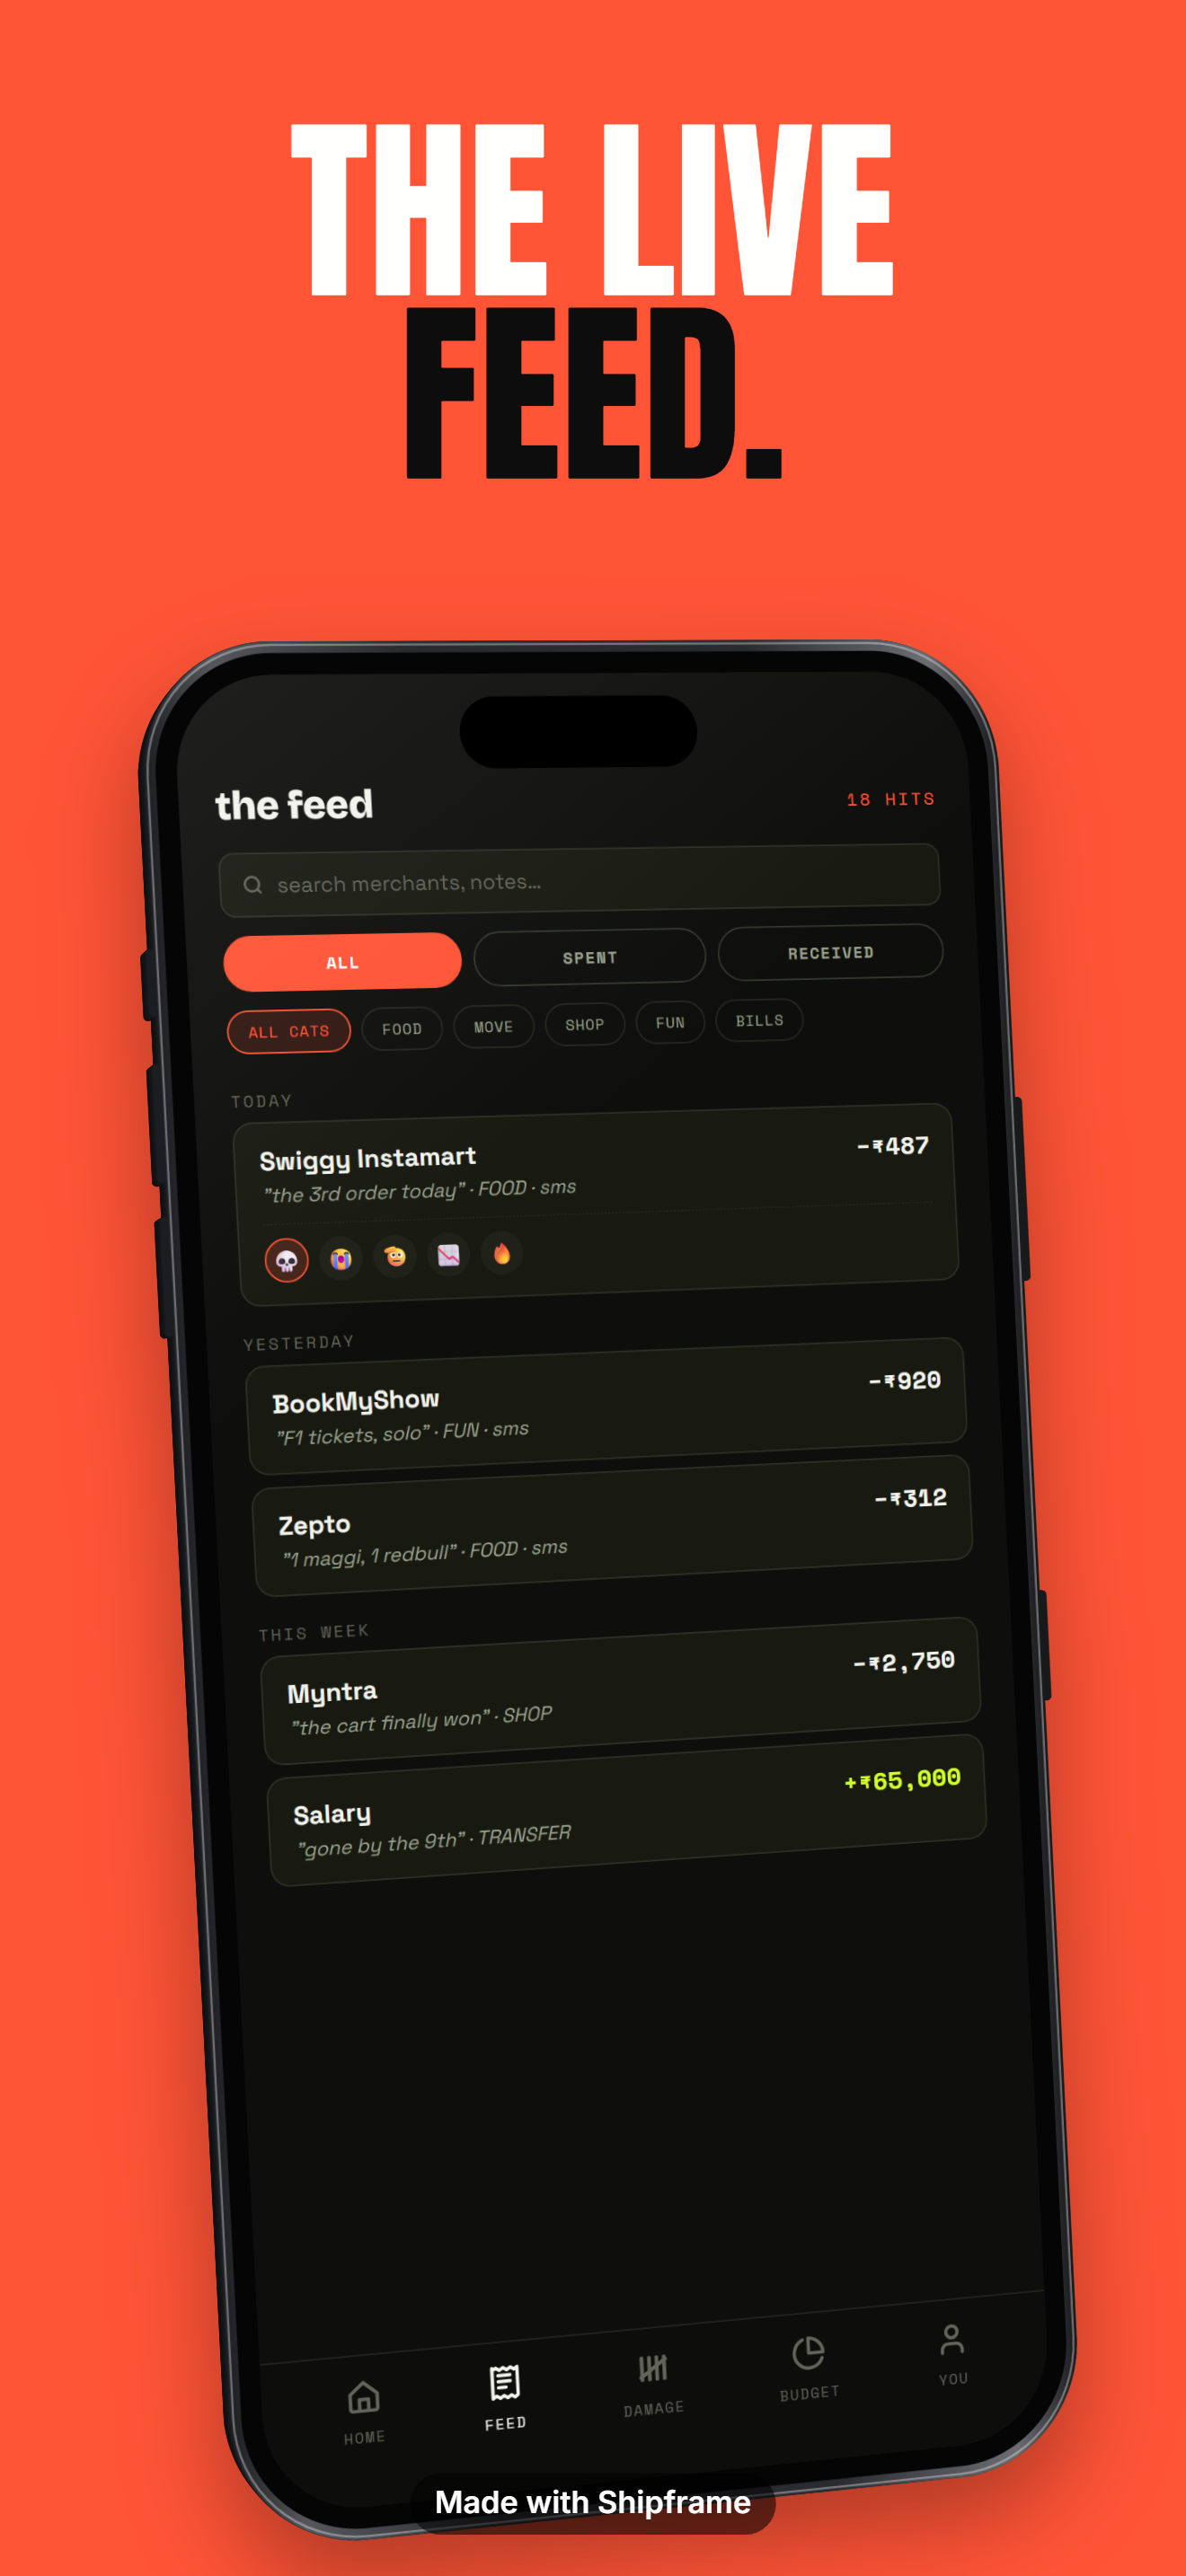 THE LIVE
FEED.
the feed
18 HITS
search merchants, notes...
ALL
SPENT
RECEIVED
ALL CATS
FOOD
MOVE
SHOP
FUN
BILLS
TODAY
Swiggy Instamart
-₹487
"the 3rd order today" · FOOD · sms
YESTERDAY
BookMyShow
-₹920
"F1 tickets, solo" · FUN · sms
Zepto
-₹312
"1 maggi, 1 redbull" · FOOD · sms
THIS WEEK
Myntra
-₹2,750
"the cart finally won" · SHOP
Salary
+₹65,000
"gone by the 9th" · TRANSFER
HOME
FEED
DAMAGE
BUDGET
YOU
Made with Shipframe